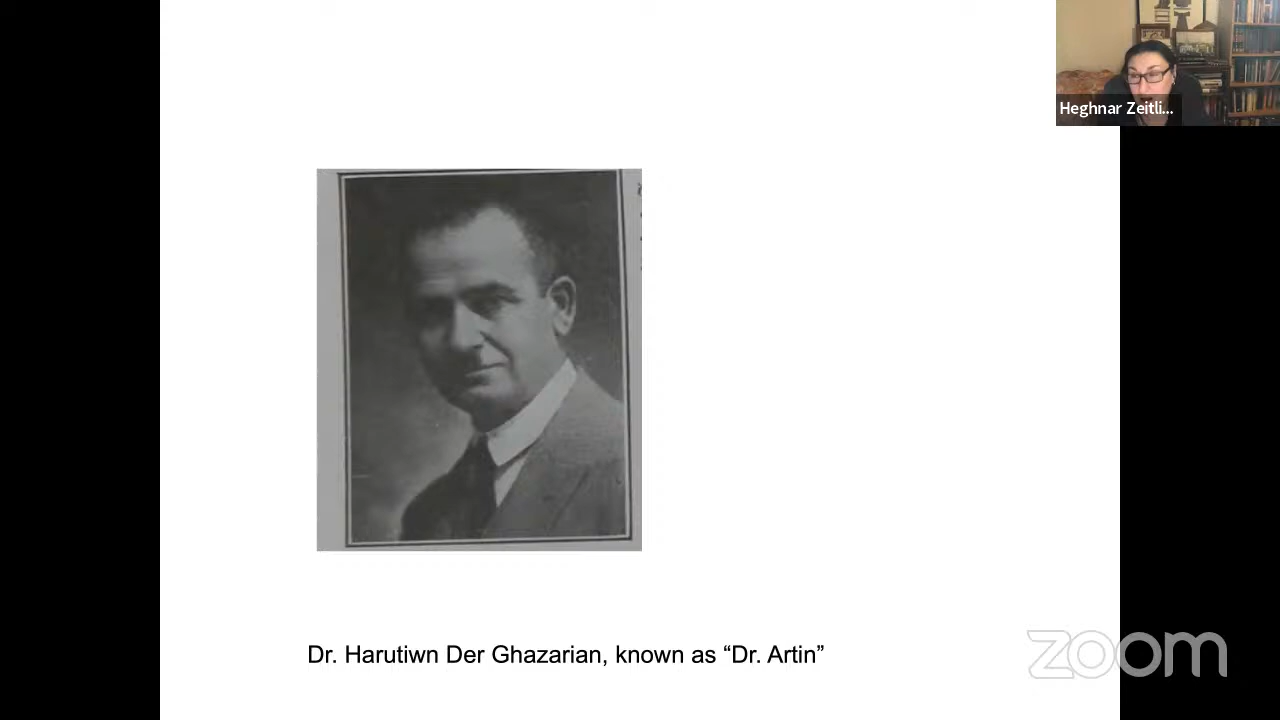 Heghnar Zeitli...
Dr. Harutiwn Der Ghazarian, known as “Dr. Artin”
zoom